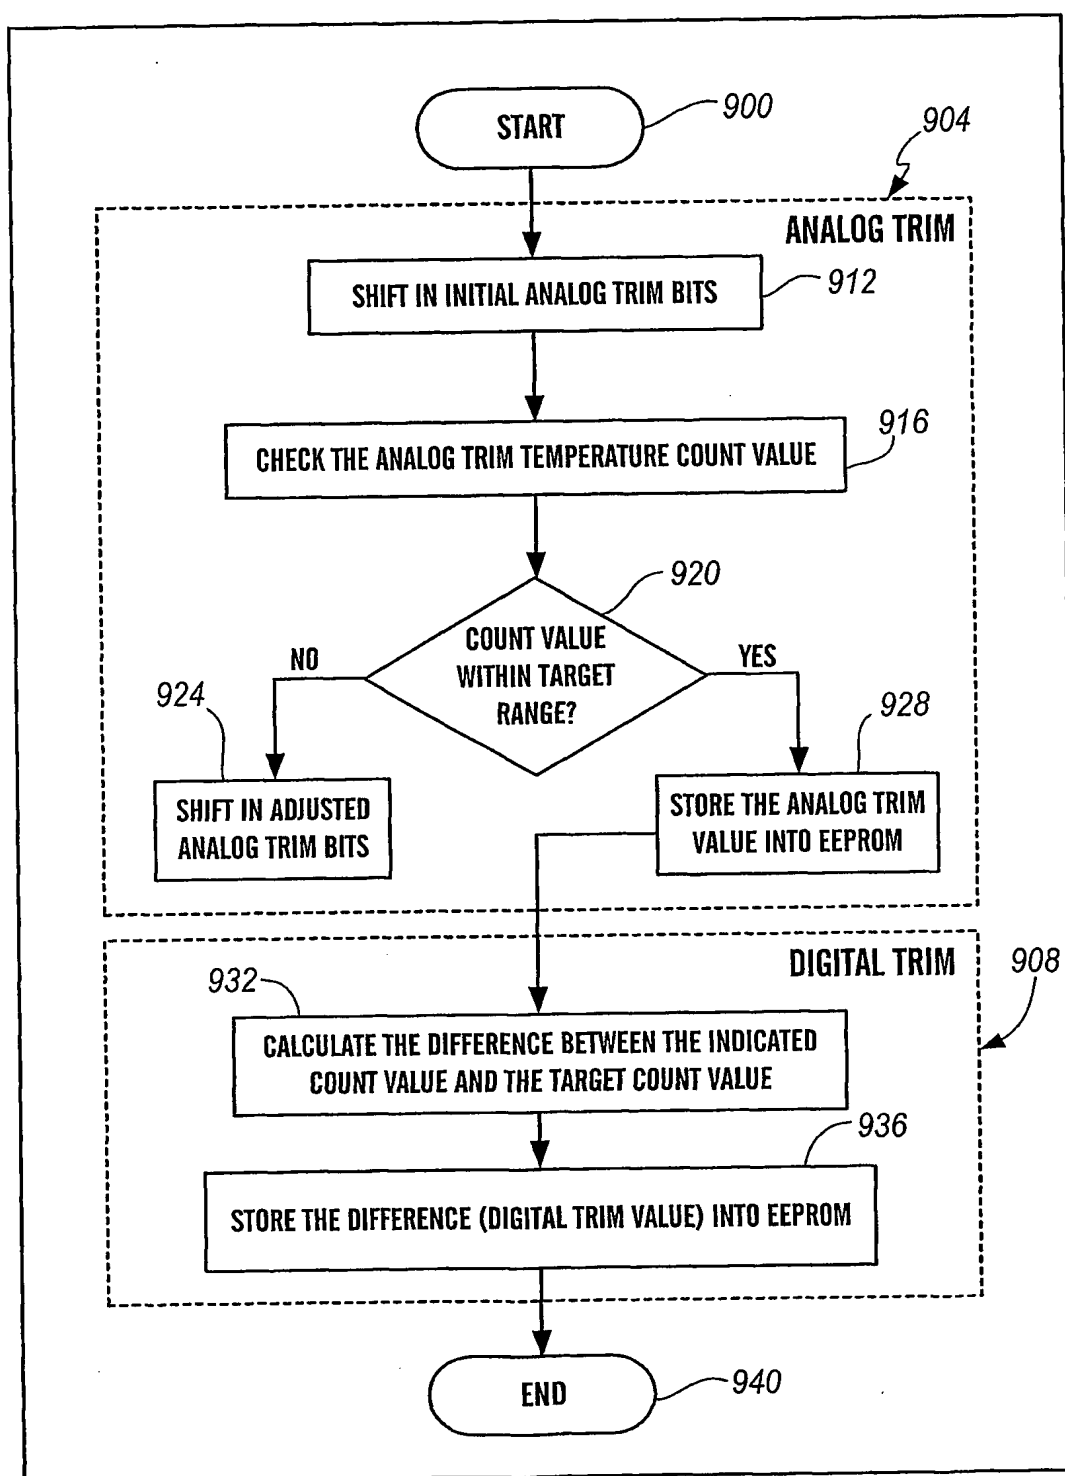 START
900
904
ANALOG TRIM
SHIFT IN INITIAL ANALOG TRIM BITS
912
CHECK THE ANALOG TRIM TEMPERATURE COUNT VALUE
916
920
COUNT VALUE
WITHIN TARGET
RANGE?
NO
YES
924
928
SHIFT IN ADJUSTED
ANALOG TRIM BITS
STORE THE ANALOG TRIM
VALUE INTO EEPROM
DIGITAL TRIM
908
932
CALCULATE THE DIFFERENCE BETWEEN THE INDICATED
COUNT VALUE AND THE TARGET COUNT VALUE
936
STORE THE DIFFERENCE (DIGITAL TRIM VALUE) INTO EEPROM
END
940